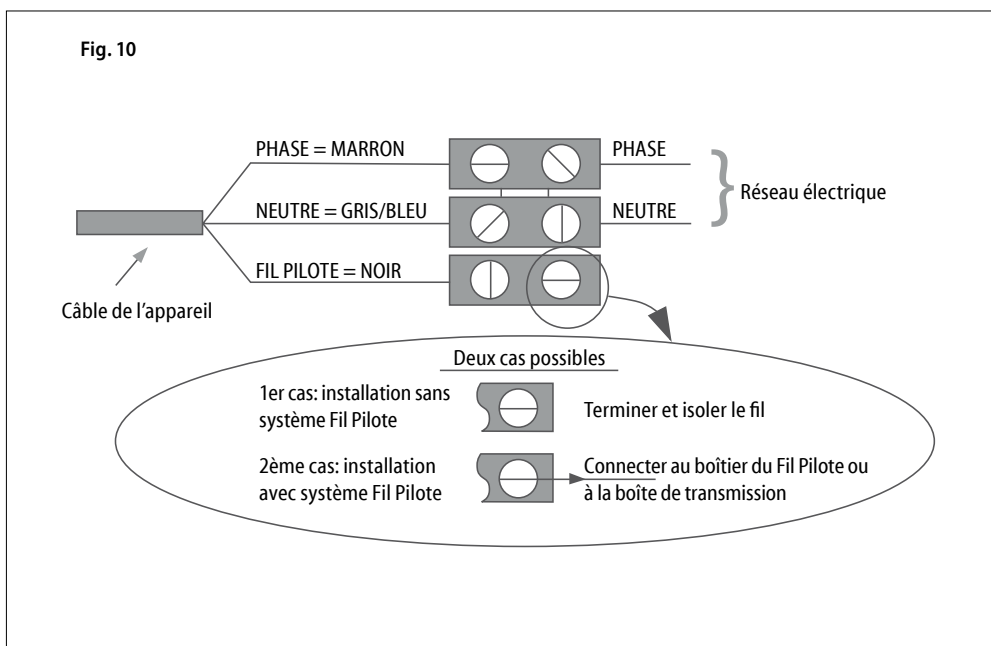 Fig. 10
PHASE = MARRON
PHASE
NEUTRE = GRIS/BLEU
NEUTRE
Réseau électrique
FIL PILOTE = NOIR
Câble de l'appareil
Deux cas possibles
1er cas: installation sans
système Fil Pilote
Terminer et isoler le fil
2ème cas: installation
avec système Fil Pilote
Connecter au boîtier du Fil Pilote ou
à la boîte de transmission